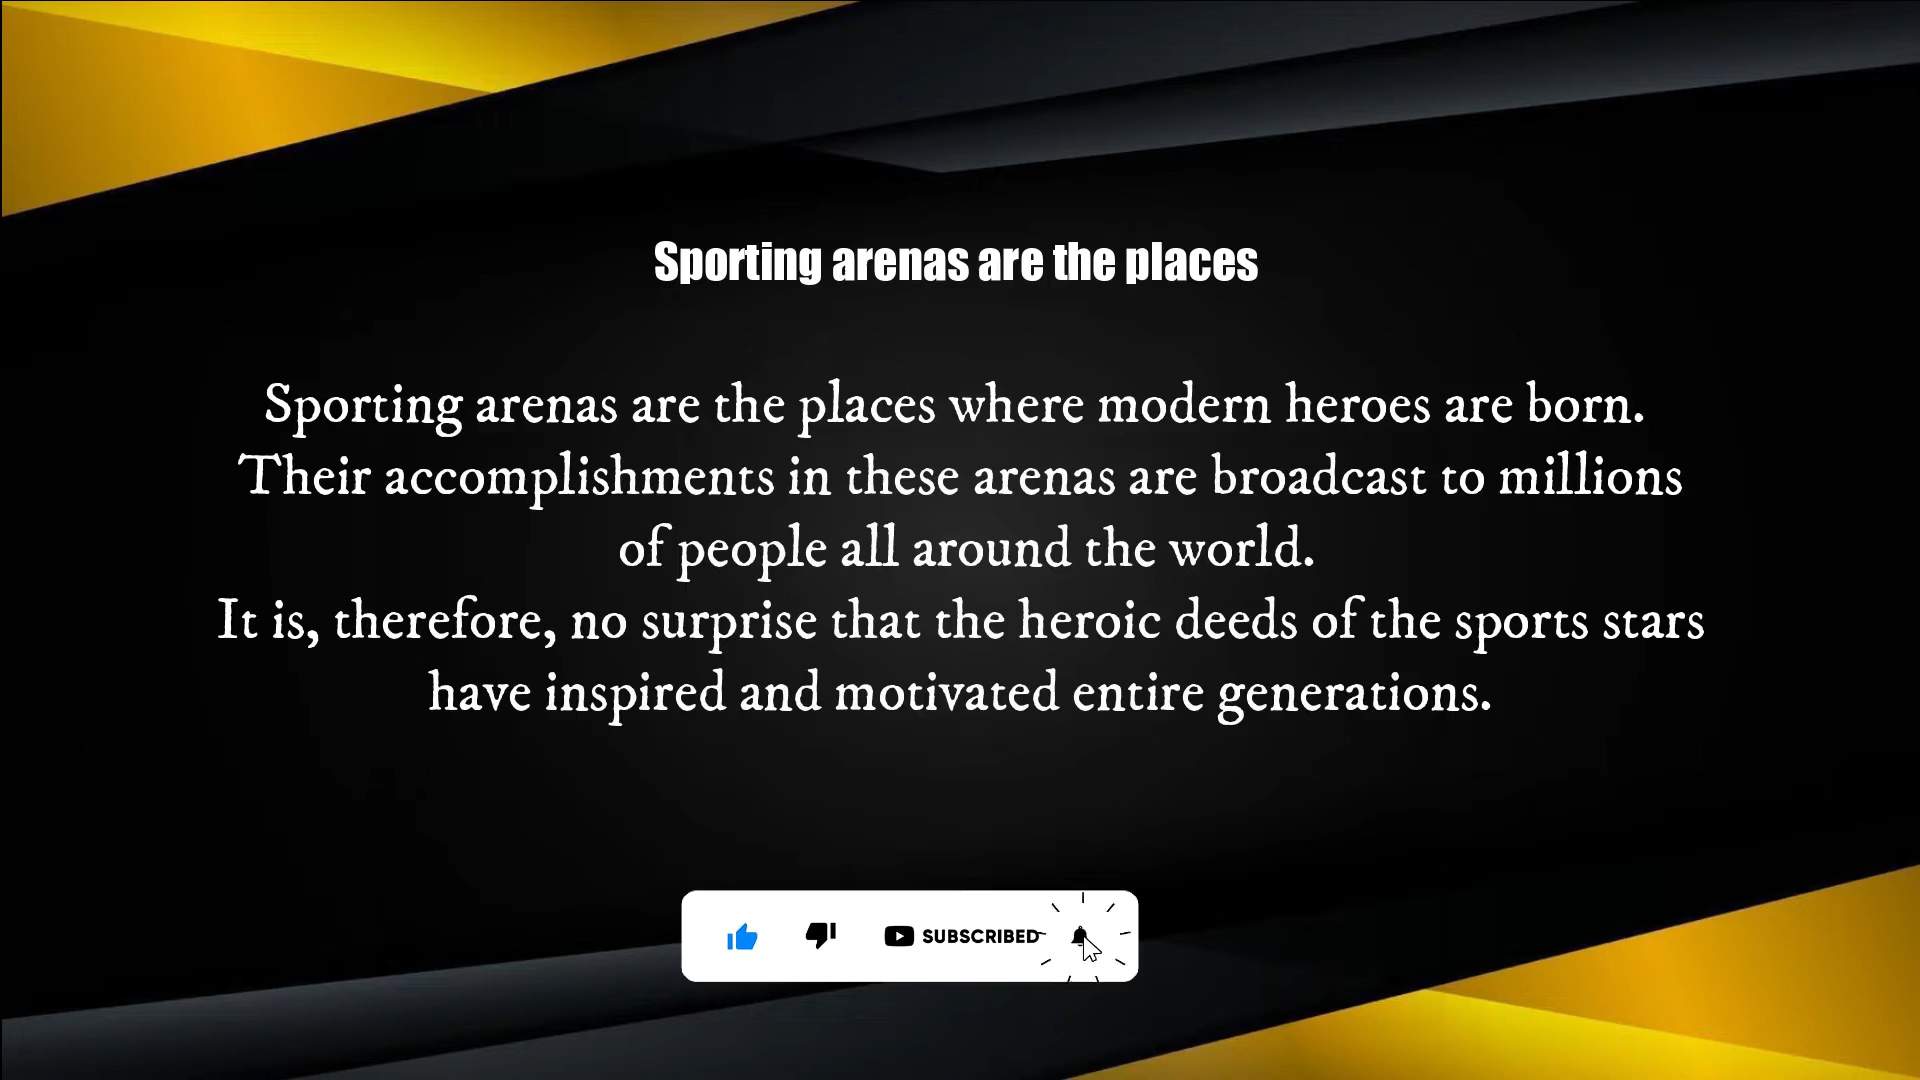 Sporting arenas are the places
Sporting arenas are the places where modern heroes are born.
Their accomplishments in these arenas are broadcast to millions
of people all around the world.
It is, therefore, no surprise that the heroic deeds of the sports stars
have inspired and motivated entire generations.
SUBSCRIBED